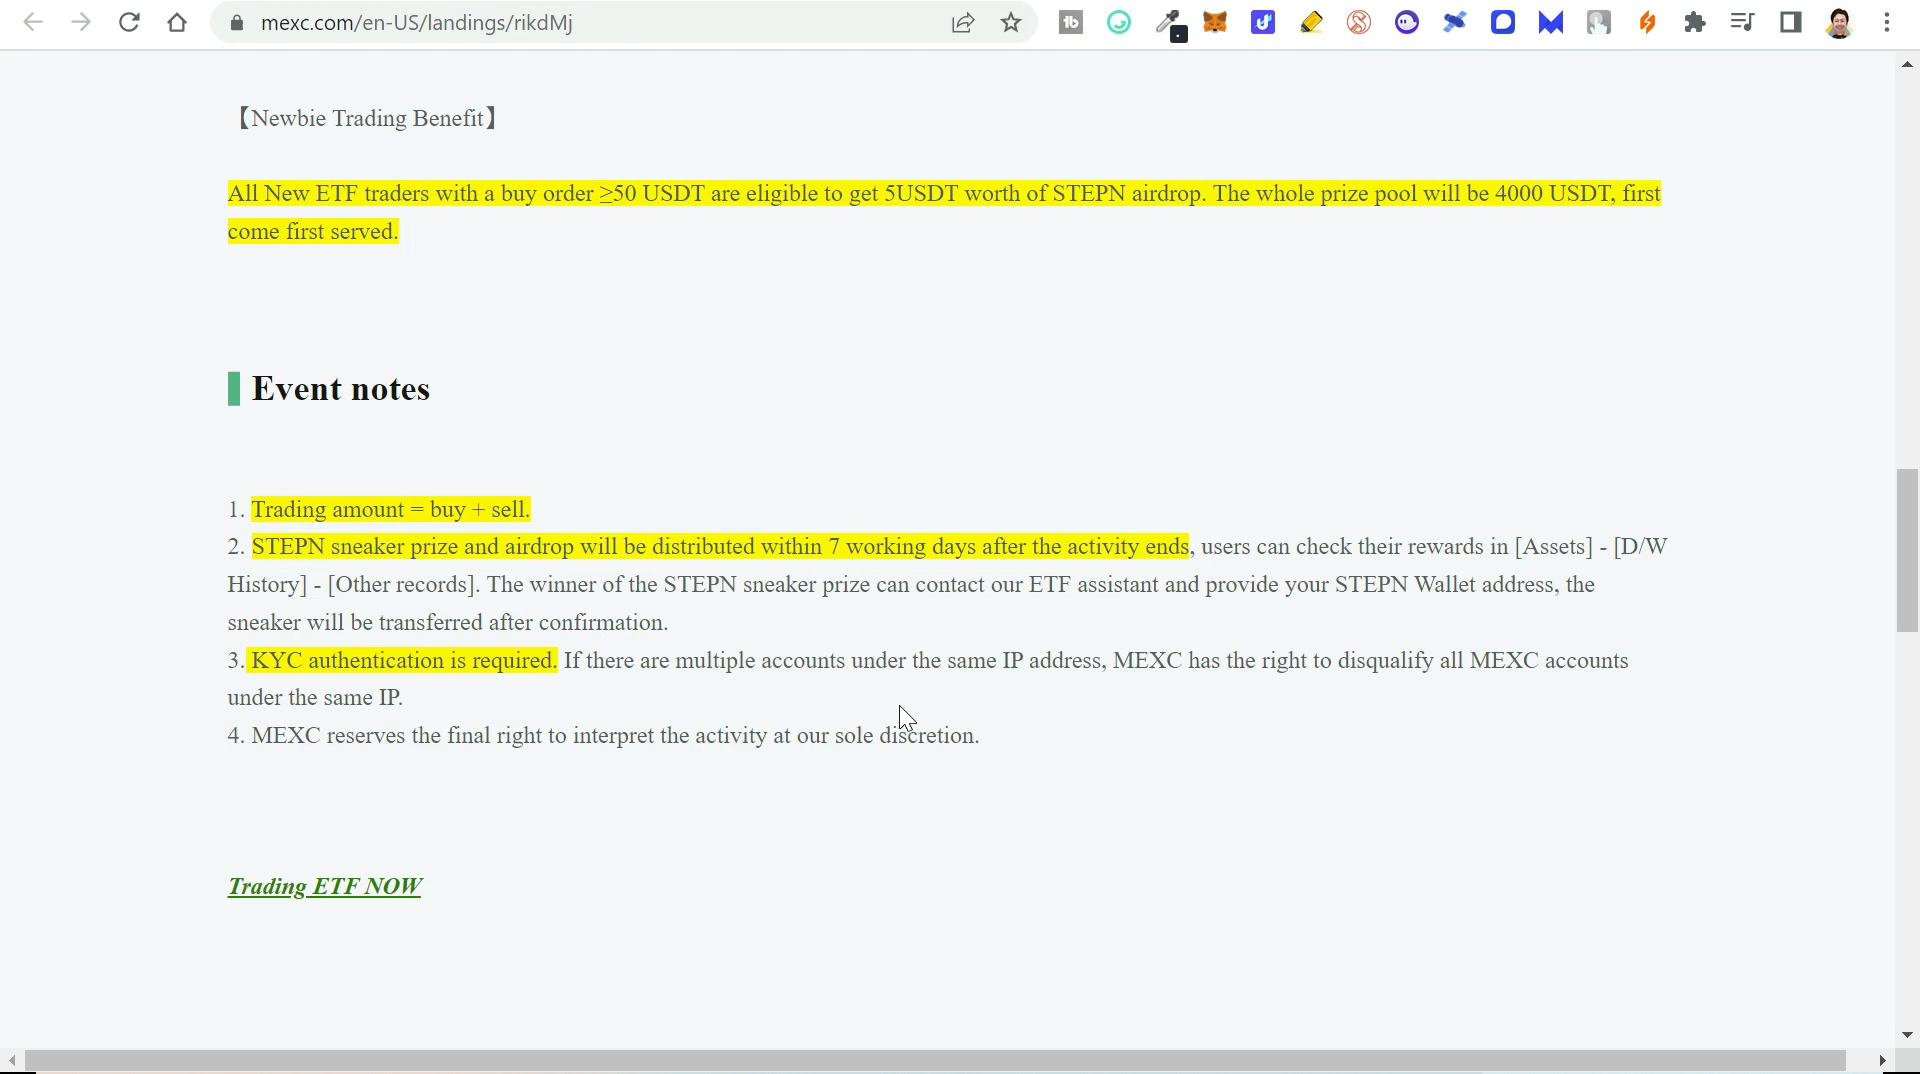 mexc.com/en-US/landings/rikdMj
【Newbie Trading Benefit】
All New ETF traders with a buy order ≥50 USDT are eligible to get 5USDT worth of STEPN airdrop. The whole prize pool will be 4000 USDT, first
come first served.
Event notes
1. Trading amount = buy + sell.
2. STEPN sneaker prize and airdrop will be distributed within 7 working days after the activity ends, users can check their rewards in [Assets] - [D/W
History] - [Other records]. The winner of the STEPN sneaker prize can contact our ETF assistant and provide your STEPN Wallet address, the
sneaker will be transferred after confirmation.
3. KYC authentication is required. If there are multiple accounts under the same IP address, MEXC has the right to disqualify all MEXC accounts
under the same IP.
4. MEXC reserves the final right to interpret the activity at our sole discretion.
Trading ETF NOW